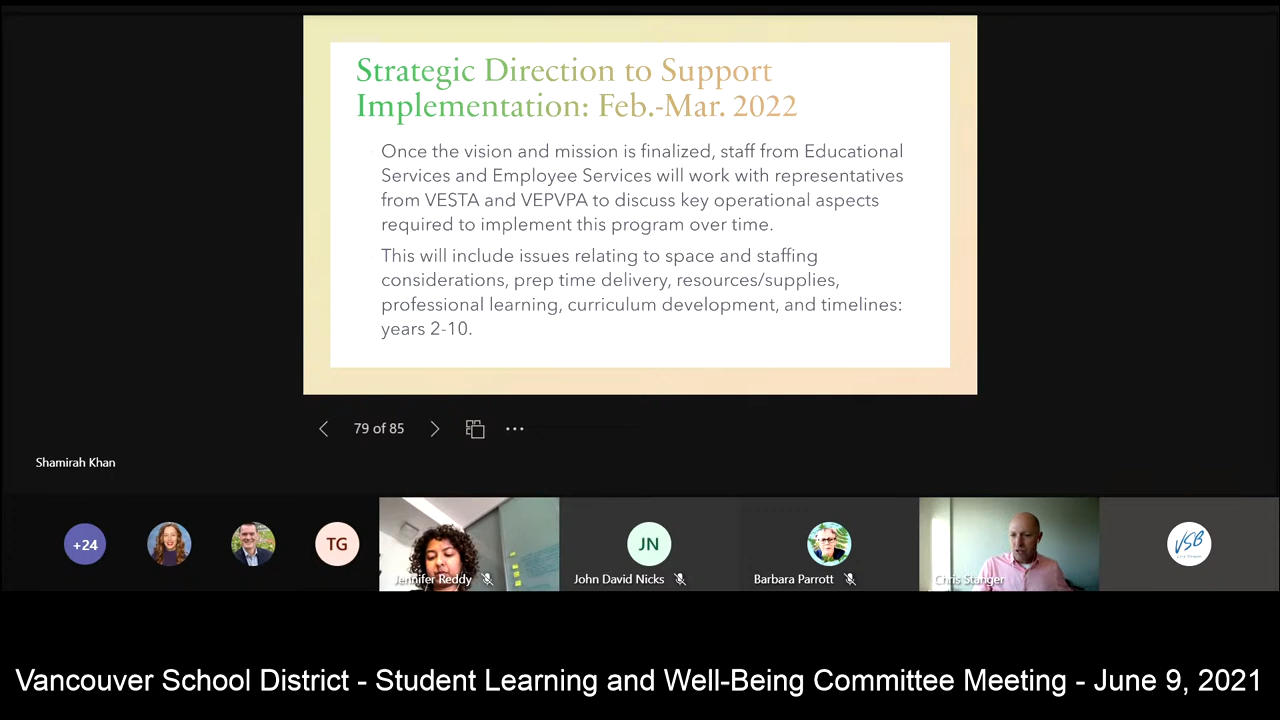 Strategic Direction to Support
Implementation: Feb.-Mar. 2022
Once the vision and mission is finalized, staff from Educational
Services and Employee Services will work with representatives
from VESTA and VEPVPA to discuss key operational aspects
required to implement this program over time.
This will include issues relating to space and staffing
considerations, prep time delivery, resources/supplies,
professional learning, curriculum development, and timelines:
years 2-10.
79 of 85
Shamirah Khan
+24
TG
Jennifer Reddy
JN
John David Nicks
Barbara Parrott
Chris Stanger
VSB
Vancouver School District - Student Learning and Well-Being Committee Meeting - June 9, 2021